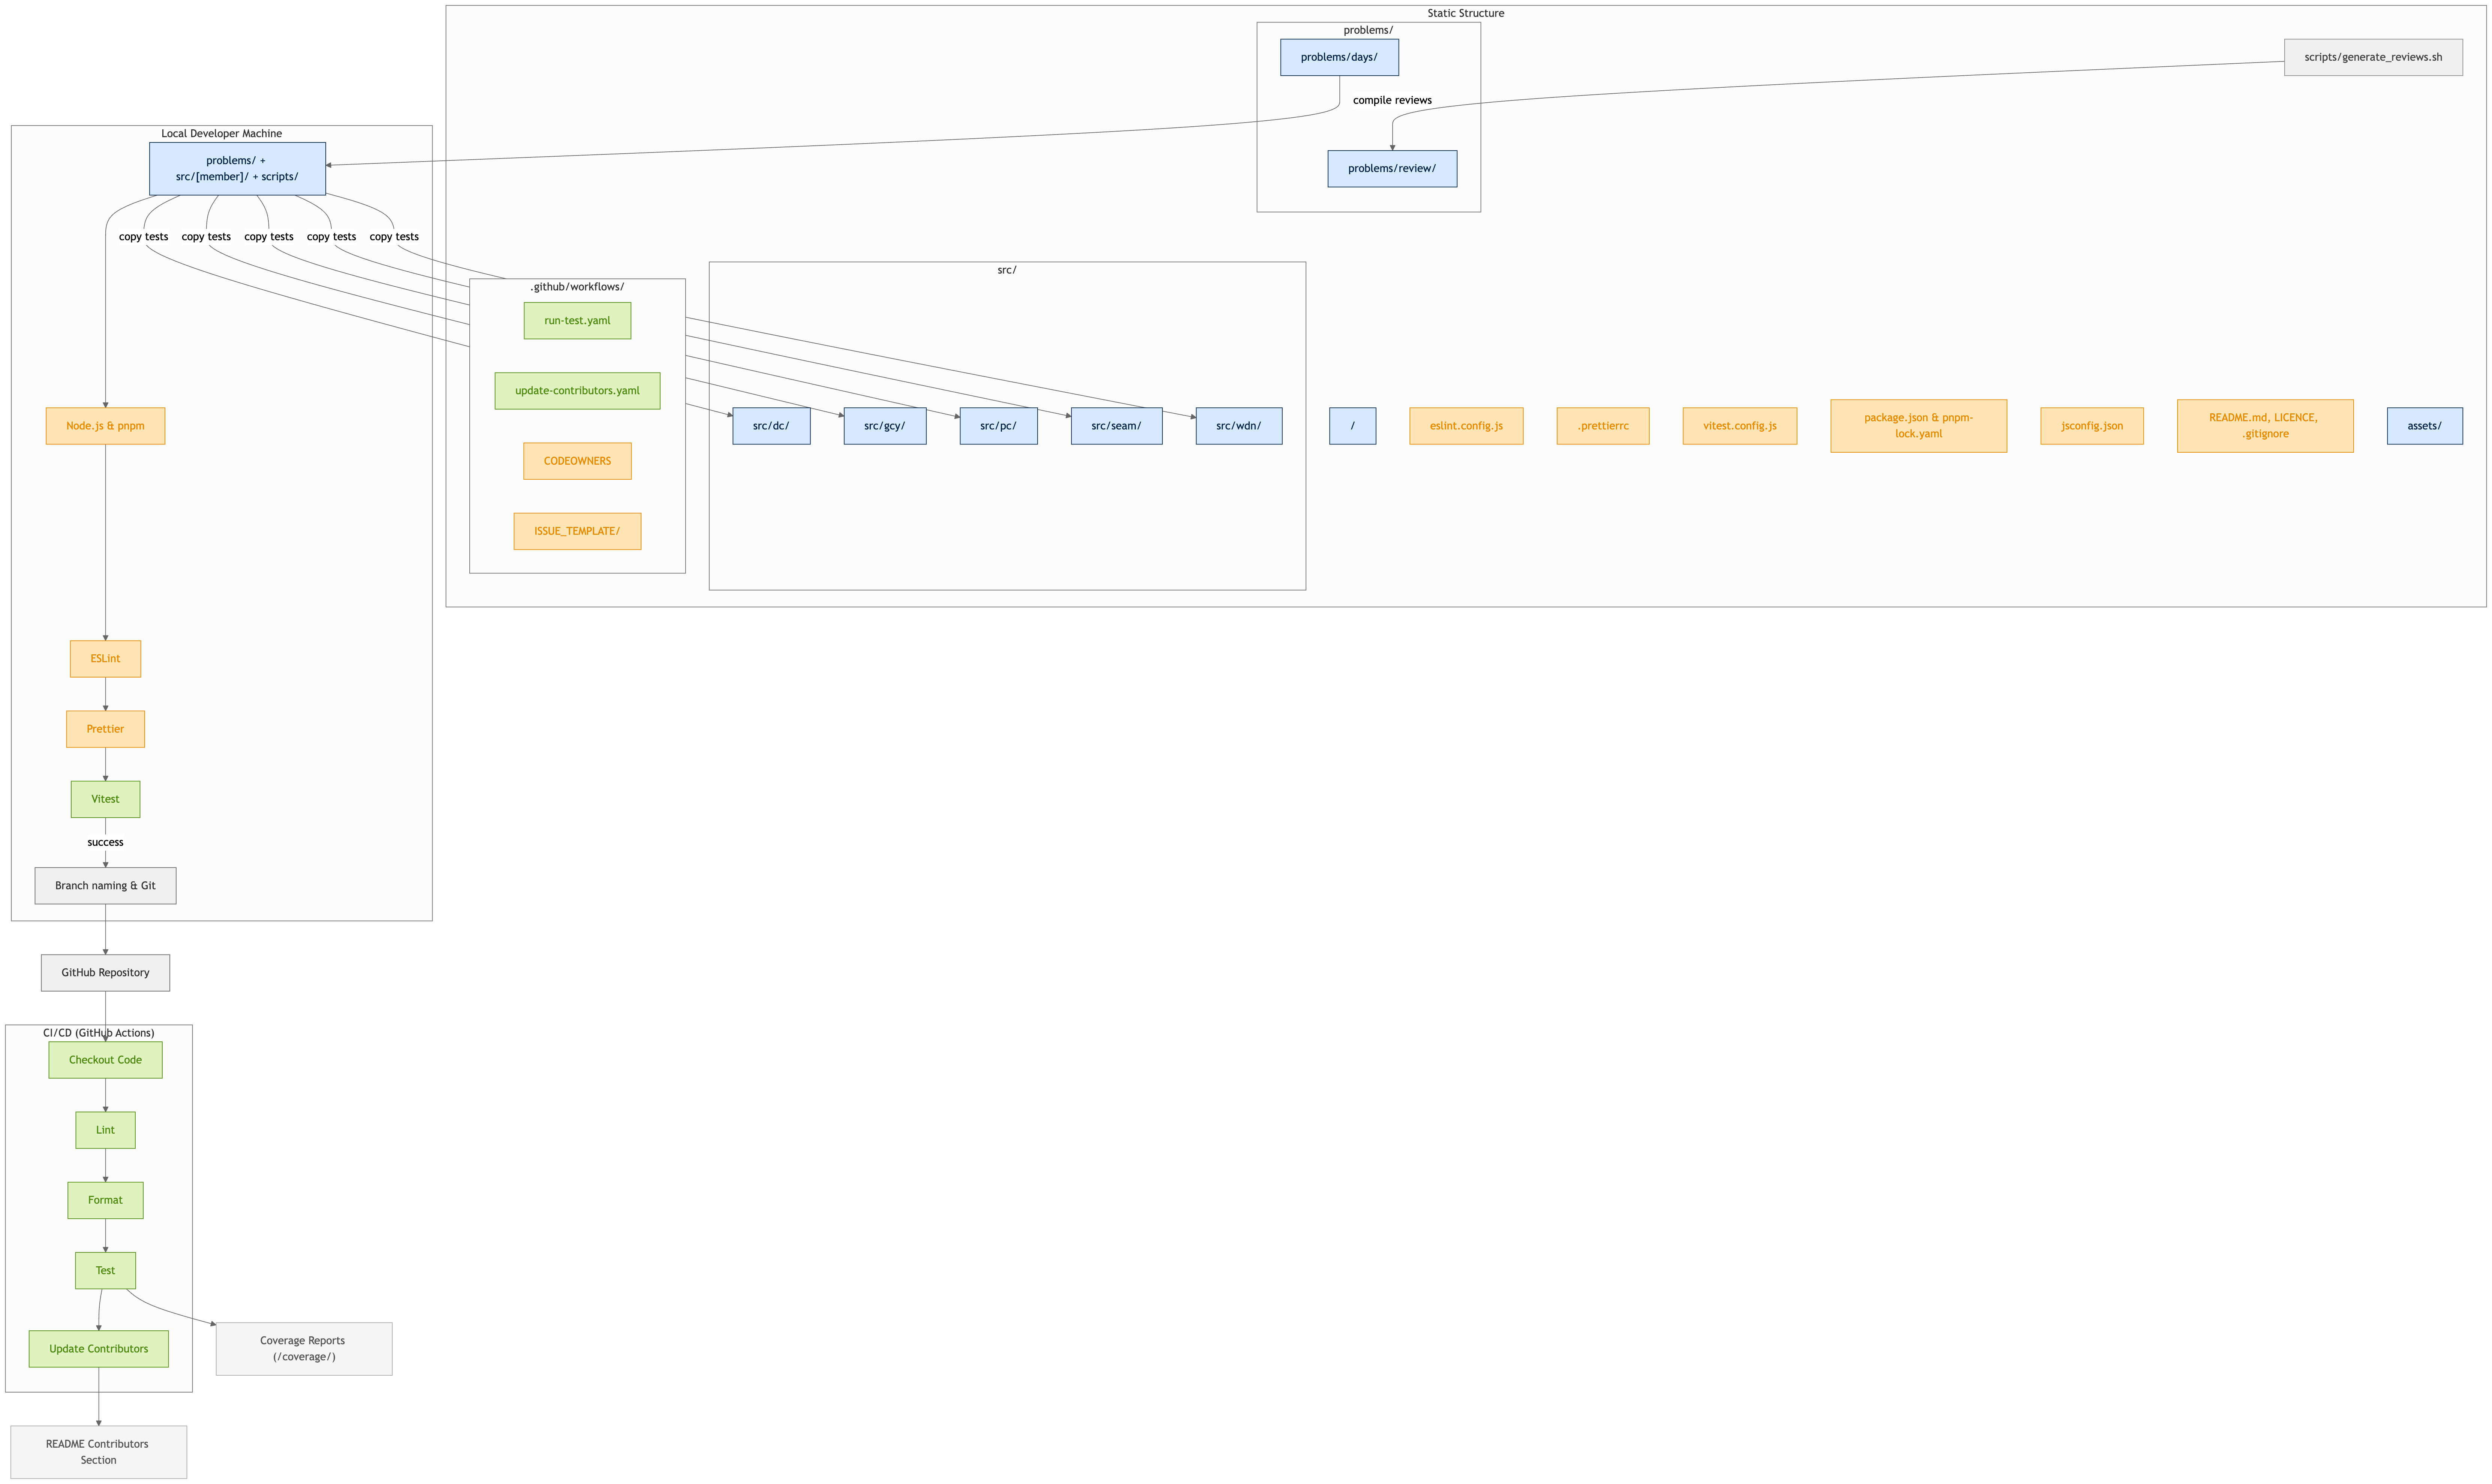 Static Structure
problems/
problems/days/
scripts/generate_reviews.sh
compile reviews
problems/review/
Local Developer Machine
problems/ +
src/[member]/ + scripts/
copy tests
copy tests
copy tests
copy tests
copy tests
.github/workflows/
run-test.yaml
update-contributors.yaml
CODEOWNERS
ISSUE_TEMPLATE/
src/
src/dc/
src/gcy/
src/pc/
src/seam/
src/wdn/
/
eslint.config.js
.prettierrc
vitest.config.js
package.json & pnpm-
lock.yaml
jsconfig.json
README.md, LICENCE,
.gitignore
assets/
Node.js & pnpm
ESLint
Prettier
Vitest
success
Branch naming & Git
GitHub Repository
CI/CD (GitHub Actions)
Checkout Code
Lint
Format
Test
Update Contributors
Coverage Reports
(/coverage/)
README Contributors
Section